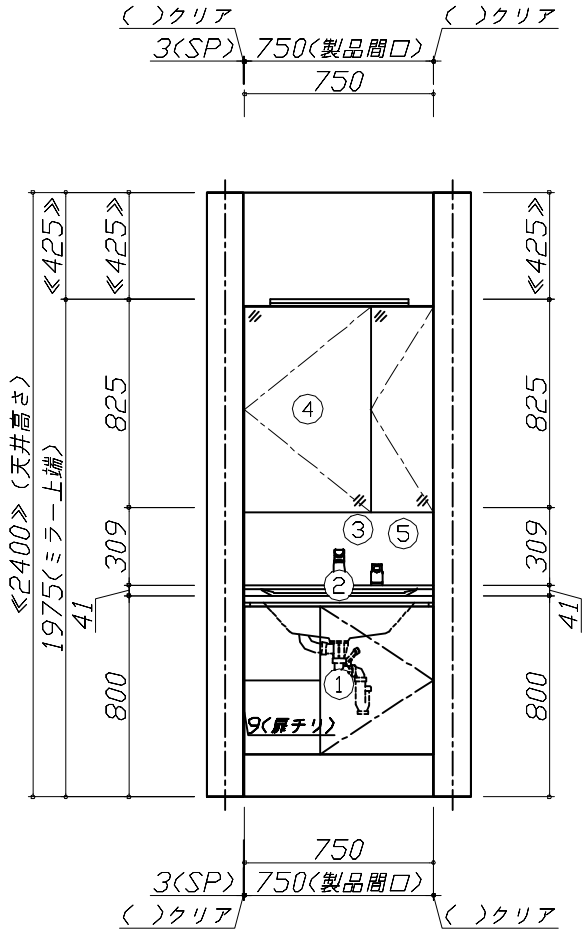 ( )クリア ( )クリア
3(SP) 750(製品間口)
750
≪425≫ ≪425≫ ≪425≫
≪2400≫(天井高さ)
1975(ミラー上端)
825 825
④
③ ⑤
309 309
②
41 41
①
800 800
9(扉チリ)
750
3(SP) 750(製品間口)
( )クリア ( )クリア